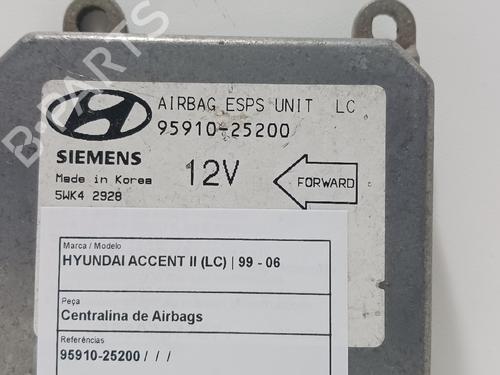 AIRBAG ESPS UNIT LC
95910-25200
SIEMENS
Made in Korea
5WK4 2928
12V
FORWARD
Marca / Modelo
HYUNDAI ACCENT II (LC) | 99 - 06
Peça
Centralina de Airbags
Referências
95910-25200 / / /
B-PARTS